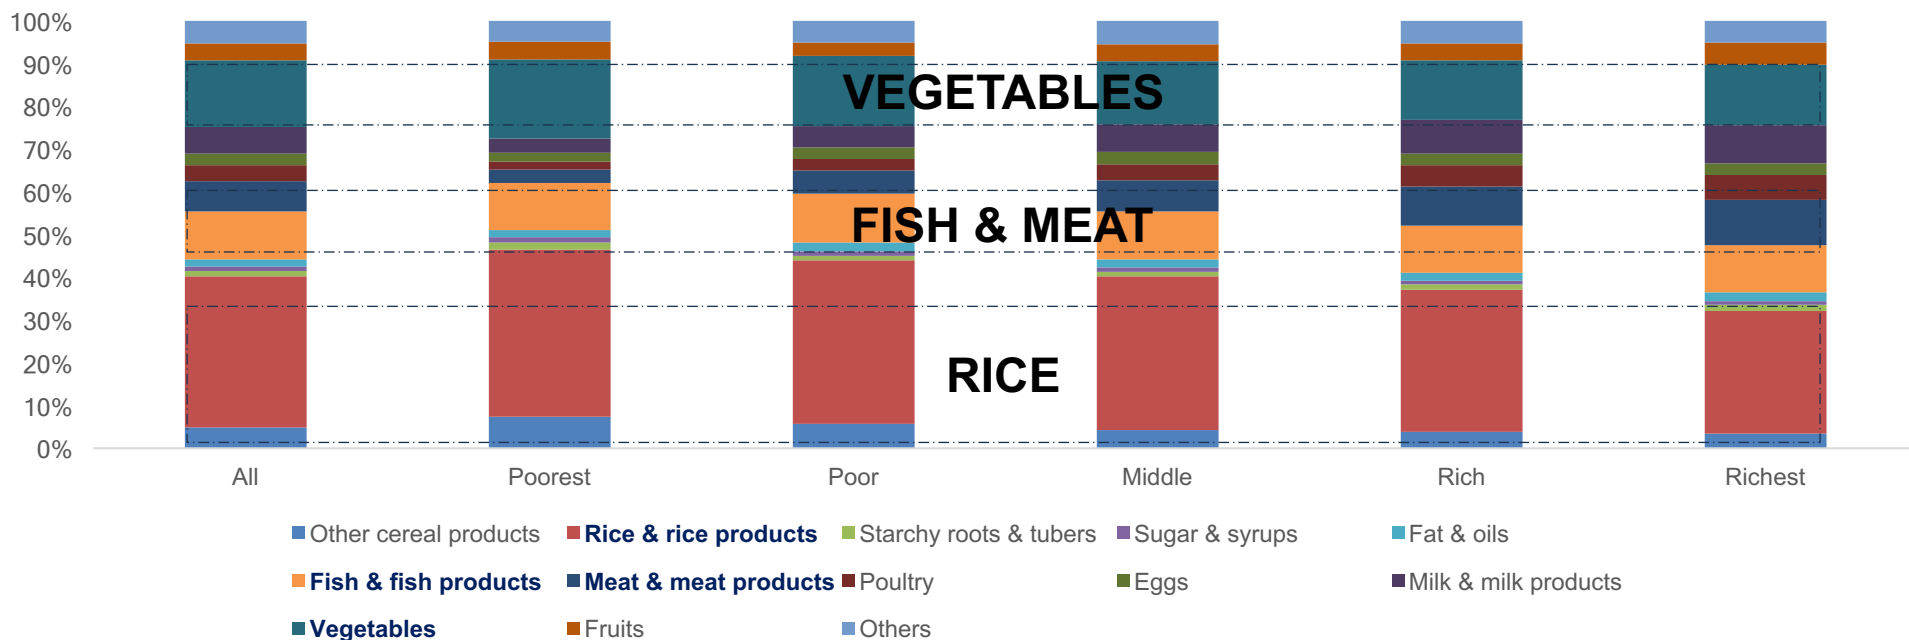 100%
90%
80%
70%
60%
50%
40%
30%
20%
10%
0%
VEGETABLES
FISH & MEAT
RICE
All Poorest Poor Middle Rich Richest
Other cereal products Rice & rice products Starchy roots & tubers Sugar & syrups Fat & oils
Fish & fish products Meat & meat products Poultry Eggs Milk & milk products
Vegetables Fruits Others